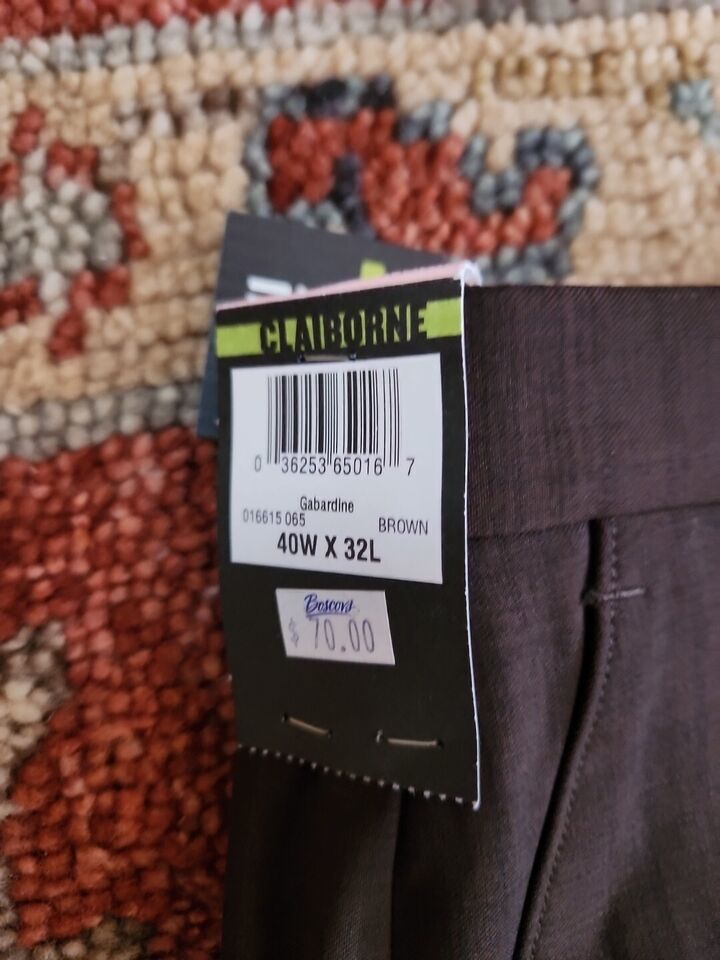 CLAIBORNE
0 36253 65016 7
Gabardine
016615 065 BROWN
40W X 32L
Boscov's
$ 70.00